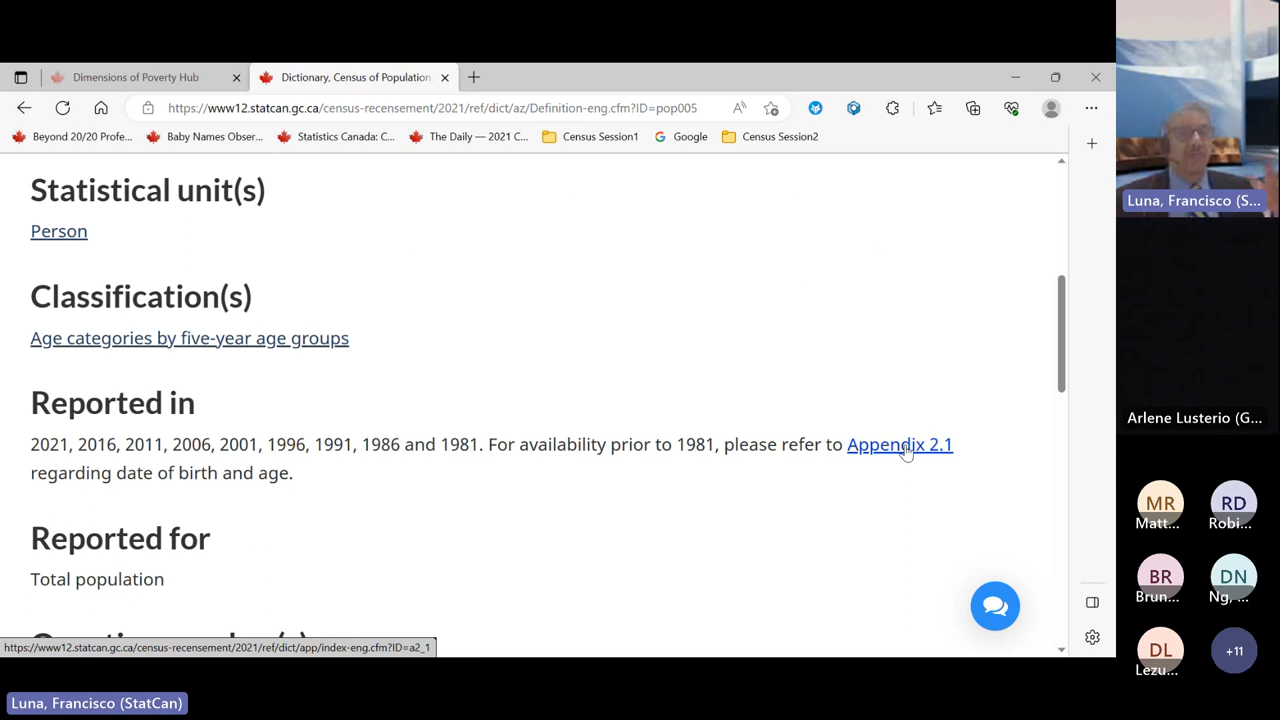 Dimensions of Poverty Hub
Dictionary, Census of Population,
https://www12.statcan.gc.ca/census-recensement/2021/ref/dict/az/Definition-eng.cfm?ID=pop005
Beyond 20/20 Profe...
Baby Names Obser...
Statistics Canada: C...
The Daily — 2021 C...
Census Session1
Google
Census Session2
Statistical unit(s)
Person
Classification(s)
Age categories by five-year age groups
Reported in
2021, 2016, 2011, 2006, 2001, 1996, 1991, 1986 and 1981. For availability prior to 1981, please refer to Appendix 2.1
regarding date of birth and age.
Reported for
Total population
https://www12.statcan.gc.ca/census-recensement/2021/ref/dict/app/index-eng.cfm?ID=a2_1
Luna, Francisco (StatCan)
Luna, Francisco (S...
Arlene Lusterio (G...
MR
Matt...
RD
Robi...
BR
Brun...
DN
Ng, ...
DL
Lezu...
+11